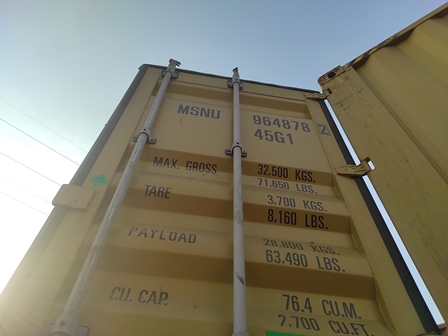 MSNU 964878 2
45G1
MAX. GROSS 32.500 KGS.
71.650 LBS.
TARE 3.700 KGS.
8.160 LBS.
PAYLOAD 28.800 KGS.
63,490 LBS.
CU. CAP. 76.4 CU.M.
2.700 CU.FT.